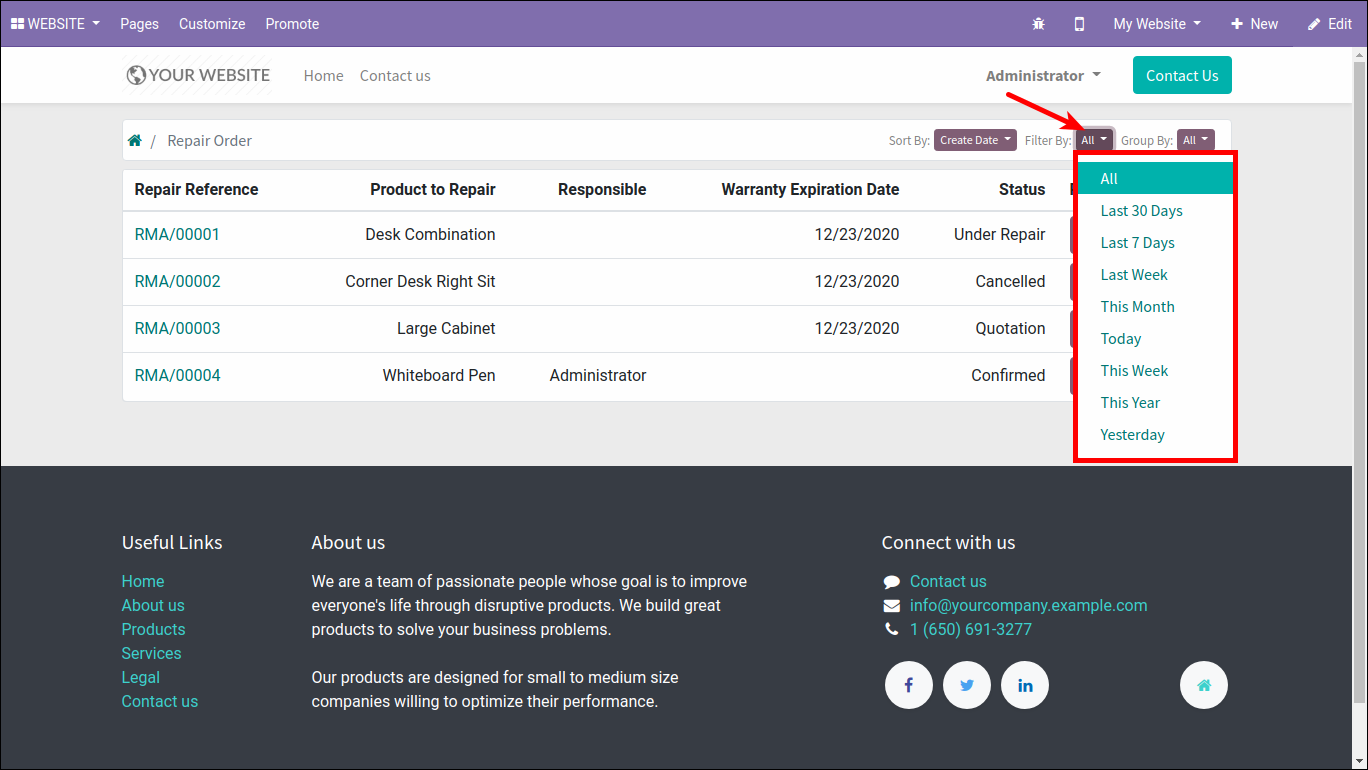 WEBSITE Pages Customize Promote My Website New Edit
YOUR WEBSITE Home Contact us Administrator Contact Us
/ Repair Order Sort By: Create Date Filter By: All Group By: All
Repair Reference Product to Repair Responsible Warranty Expiration Date Status
RMA/00001 Desk Combination 12/23/2020 Under Repair
RMA/00002 Corner Desk Right Sit 12/23/2020 Cancelled
RMA/00003 Large Cabinet 12/23/2020 Quotation
RMA/00004 Whiteboard Pen Administrator Confirmed
All
Last 30 Days
Last 7 Days
Last Week
This Month
Today
This Week
This Year
Yesterday
Useful Links
Home
About us
Products
Services
Legal
Contact us
About us
We are a team of passionate people whose goal is to improve
everyone's life through disruptive products. We build great
products to solve your business problems.
Our products are designed for small to medium size
companies willing to optimize their performance.
Connect with us
Contact us
info@yourcompany.example.com
1 (650) 691-3277